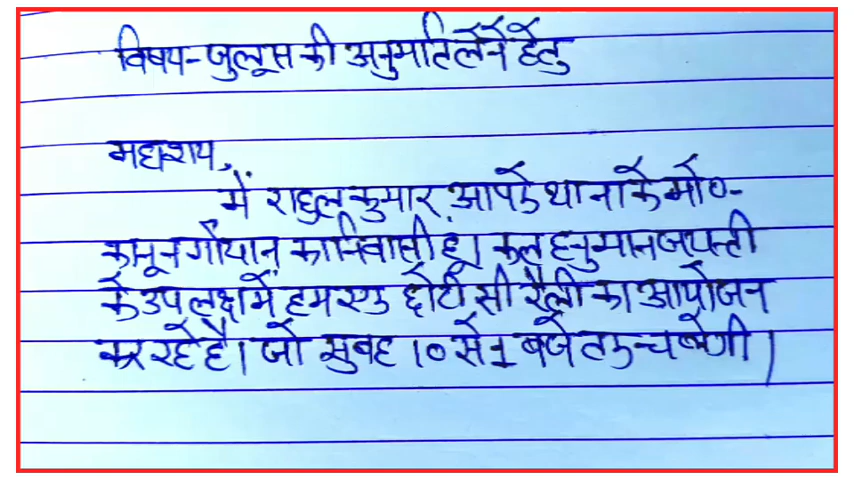 विषय-जुलूस की अनुमति लेने हेतु
महाशय,
में राहुल कुमार, आपके थाना के मो०-
कानून गोयान का निवासी हूं। कल हनुमान जयन्ती
के उपलक्ष में हम एक छोटी सी रैली का आयोजन
कर रहे है। जो सुबह 10 से 1 बजे तक चलेगी।